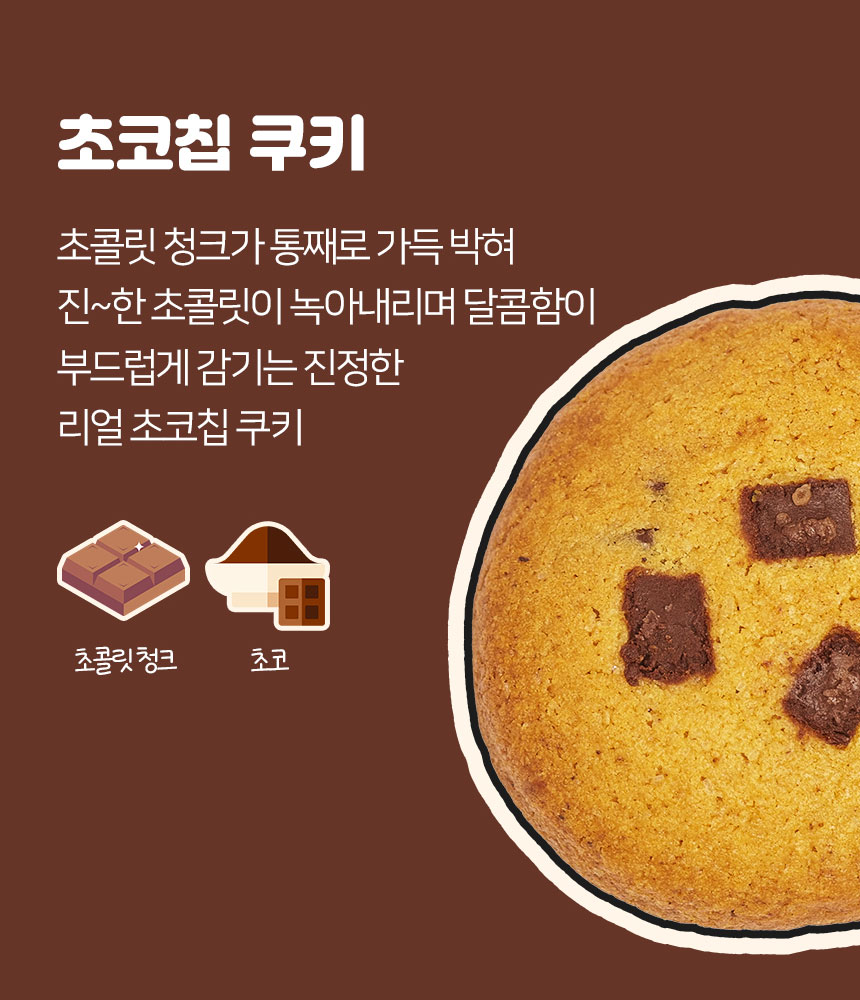 초코칩 쿠키
초콜릿 청크가 통째로 가득 박혀
진~한 초콜릿이 녹아내리며 달콤함이
부드럽게 감기는 진정한
리얼 초코칩 쿠키
초콜릿 청크
초코